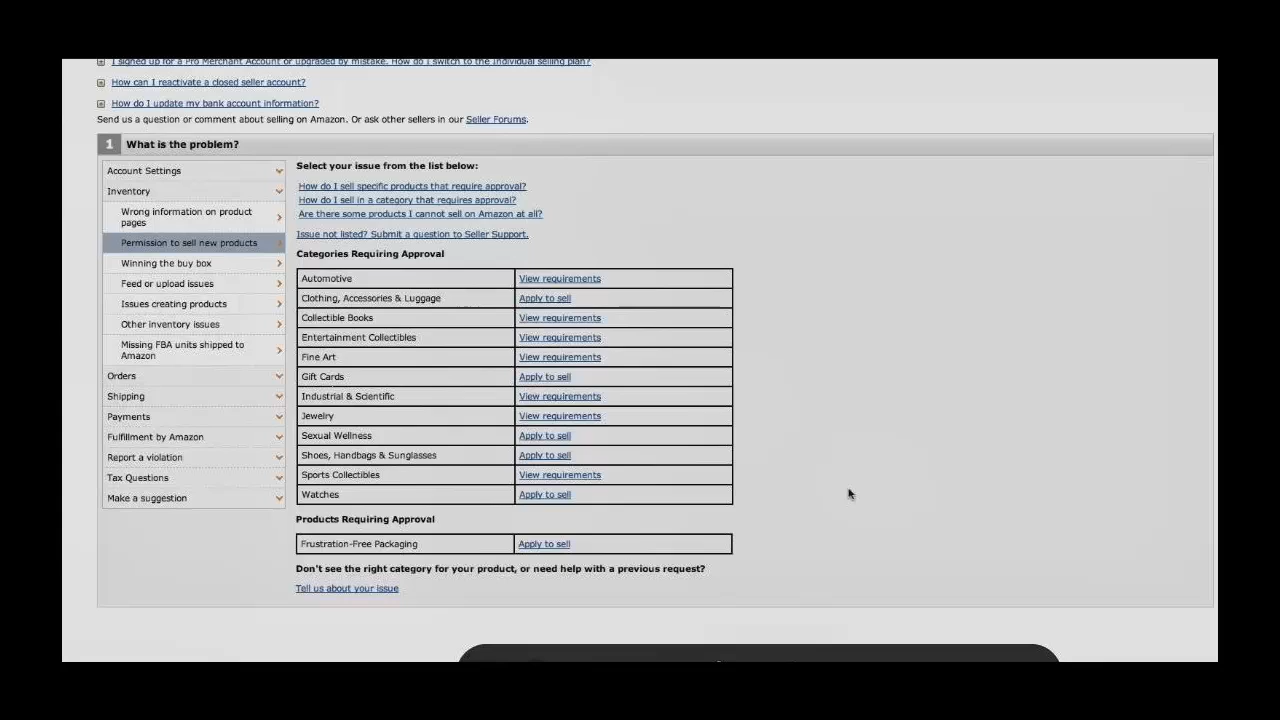 I signed up for a Pro Merchant Account or upgraded by mistake. How do I switch to the Individual selling plan?
How can I reactivate a closed seller account?
How do I update my bank account information?
Send us a question or comment about selling on Amazon. Or ask other sellers in our Seller Forums.
1 What is the problem?
Account Settings
Inventory
Wrong information on product
pages
Permission to sell new products
Winning the buy box
Feed or upload issues
Issues creating products
Other inventory issues
Missing FBA units shipped to
Amazon
Orders
Shipping
Payments
Fulfillment by Amazon
Report a violation
Tax Questions
Make a suggestion
Select your issue from the list below:
How do I sell specific products that require approval?
How do I sell in a category that requires approval?
Are there some products I cannot sell on Amazon at all?
Issue not listed? Submit a question to Seller Support.
Categories Requiring Approval
Automotive View requirements
Clothing, Accessories & Luggage Apply to sell
Collectible Books View requirements
Entertainment Collectibles View requirements
Fine Art View requirements
Gift Cards Apply to sell
Industrial & Scientific View requirements
Jewelry View requirements
Sexual Wellness Apply to sell
Shoes, Handbags & Sunglasses Apply to sell
Sports Collectibles View requirements
Watches Apply to sell
Products Requiring Approval
Frustration-Free Packaging Apply to sell
Don't see the right category for your product, or need help with a previous request?
Tell us about your issue